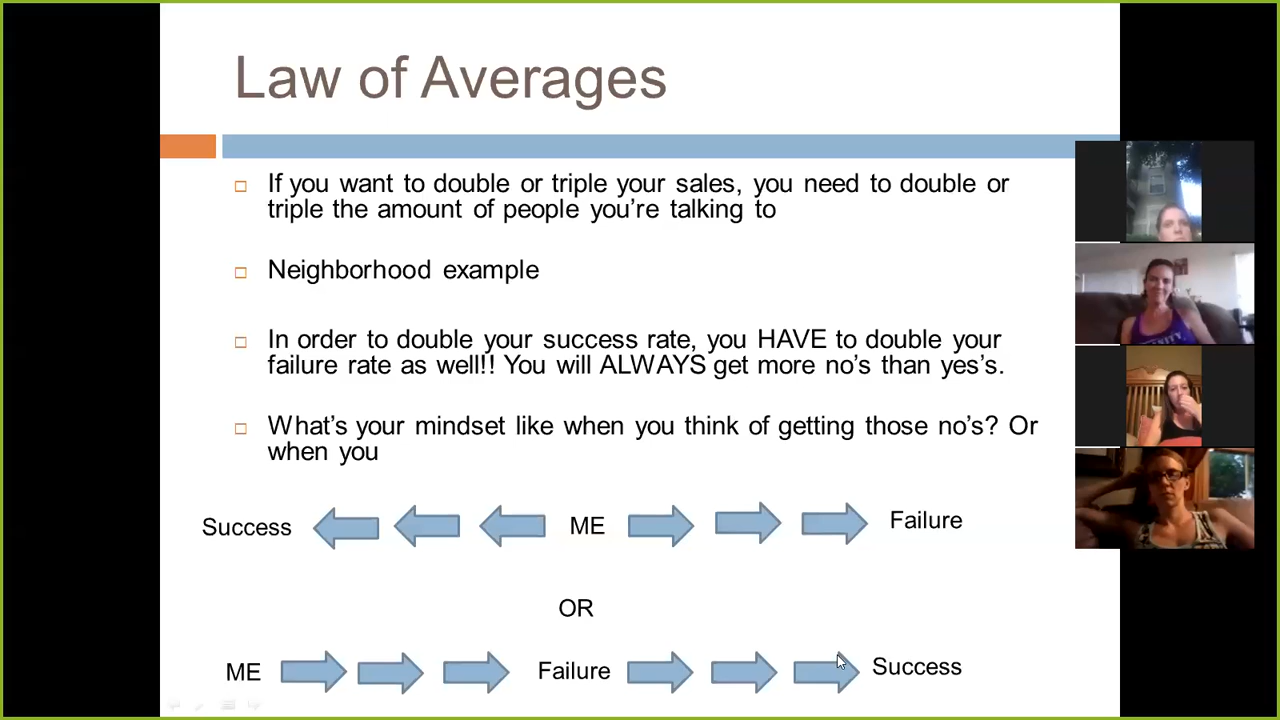 Law of Averages
If you want to double or triple your sales, you need to double or
triple the amount of people you’re talking to
Neighborhood example
In order to double your success rate, you HAVE to double your
failure rate as well!! You will ALWAYS get more no’s than yes’s.
What’s your mindset like when you think of getting those no’s? Or
when you
Success ME Failure
OR
ME Failure Success